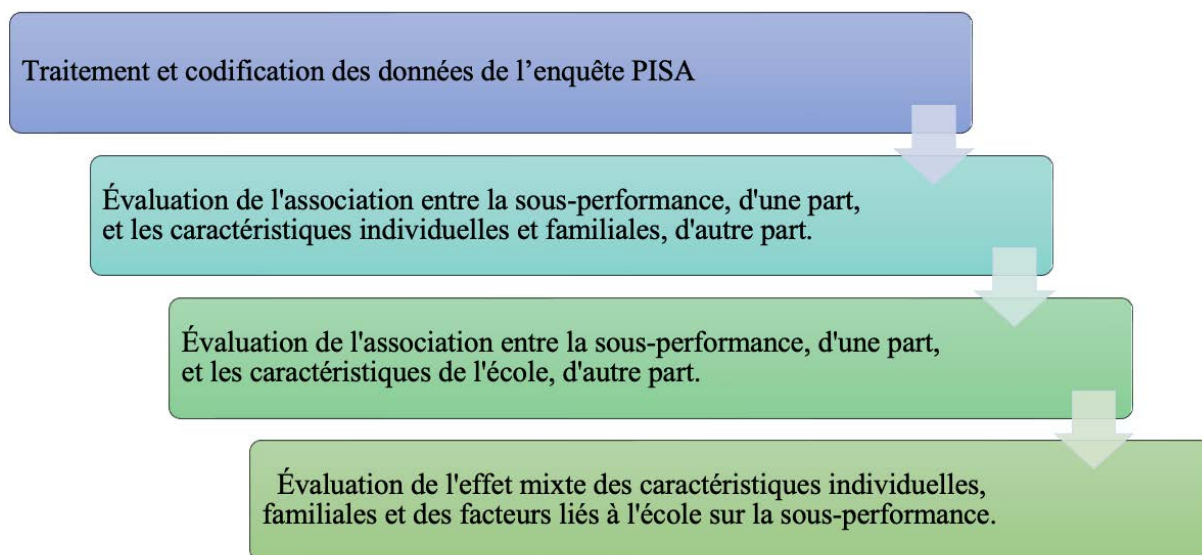 Traitement et codification des données de l’enquête PISA
Évaluation de l'association entre la sous-performance, d'une part,
et les caractéristiques individuelles et familiales, d'autre part.
Évaluation de l'association entre la sous-performance, d'une part,
et les caractéristiques de l'école, d'autre part.
Évaluation de l'effet mixte des caractéristiques individuelles,
familiales et des facteurs liés à l'école sur la sous-performance.